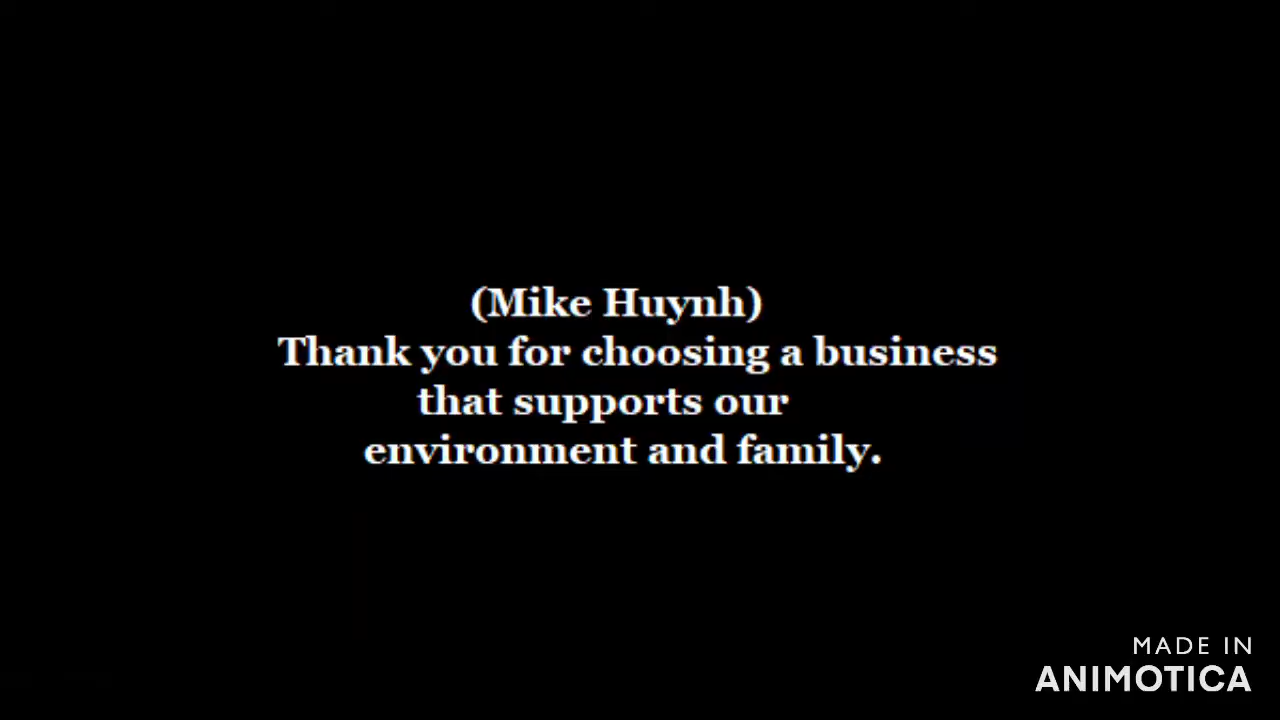 (Mike Huynh)
Thank you for choosing a business
that supports our
environment and family.
MADE IN
ANIMOTICA